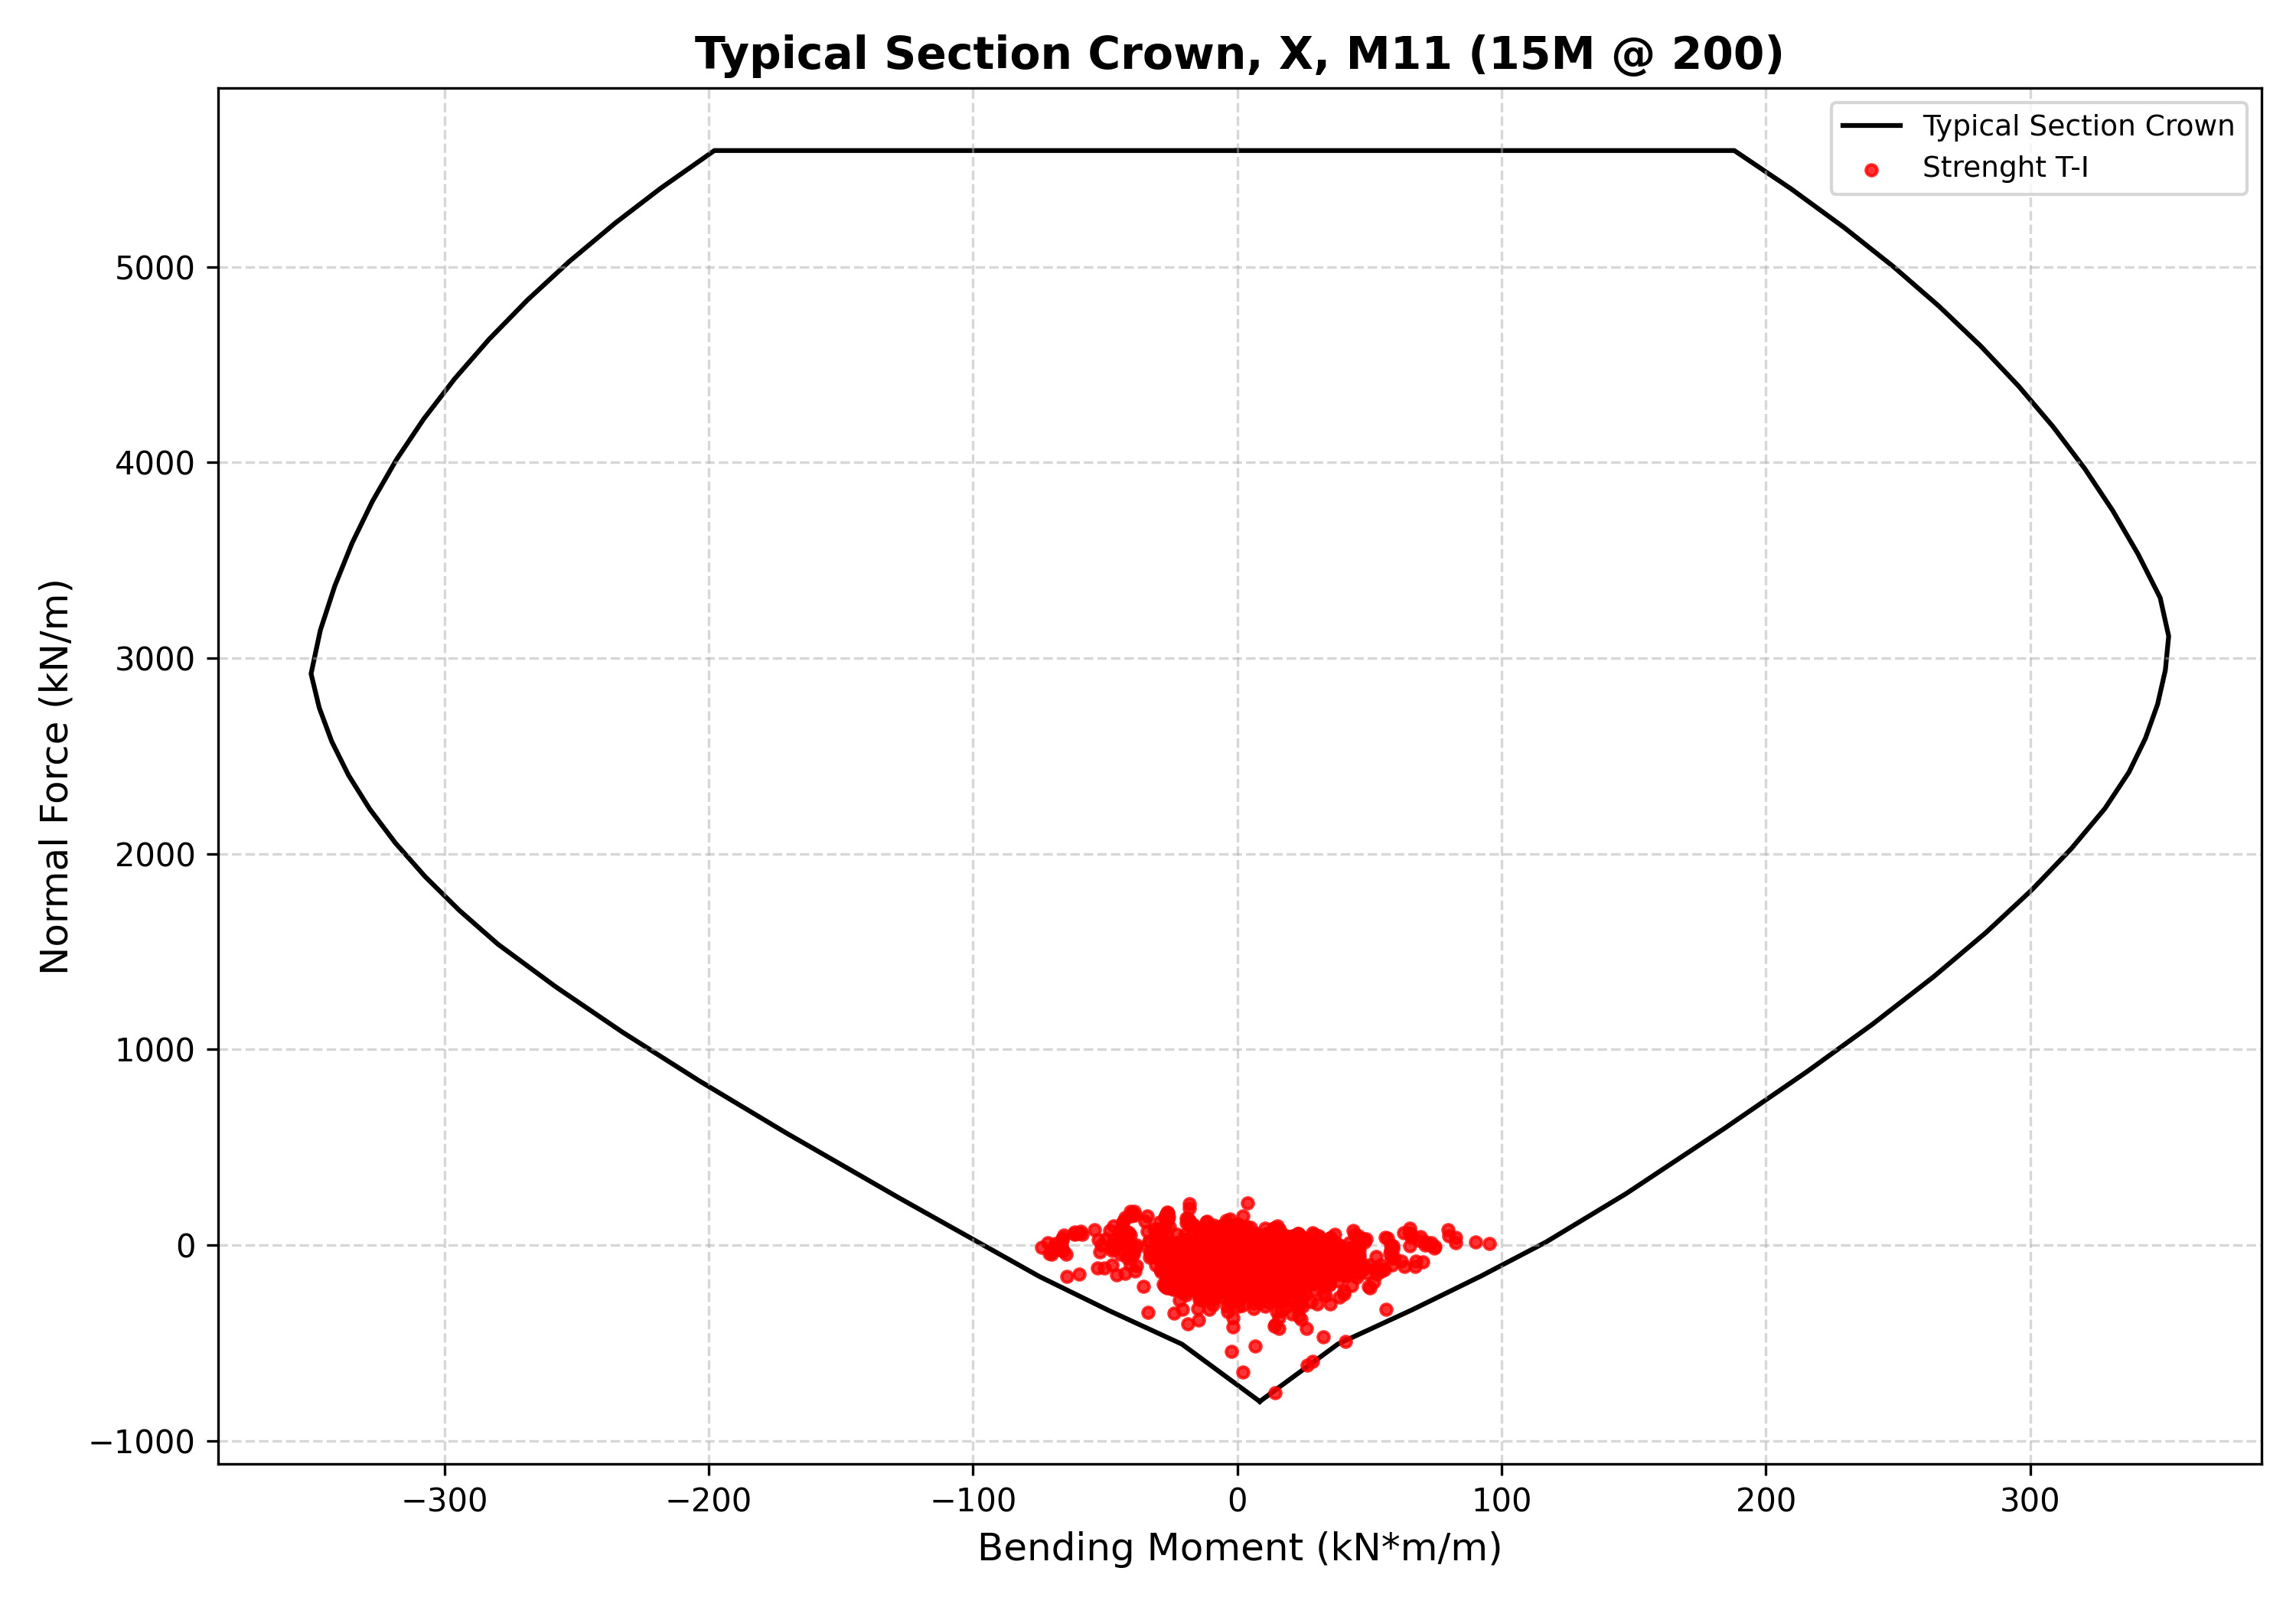 Typical Section Crown, X, M11 (15M @ 200)
Typical Section Crown
Strenght T-I
Normal Force (kN/m)
5000
4000
3000
2000
1000
0
−1000
−300 −200 −100 0 100 200 300
Bending Moment (kN*m/m)